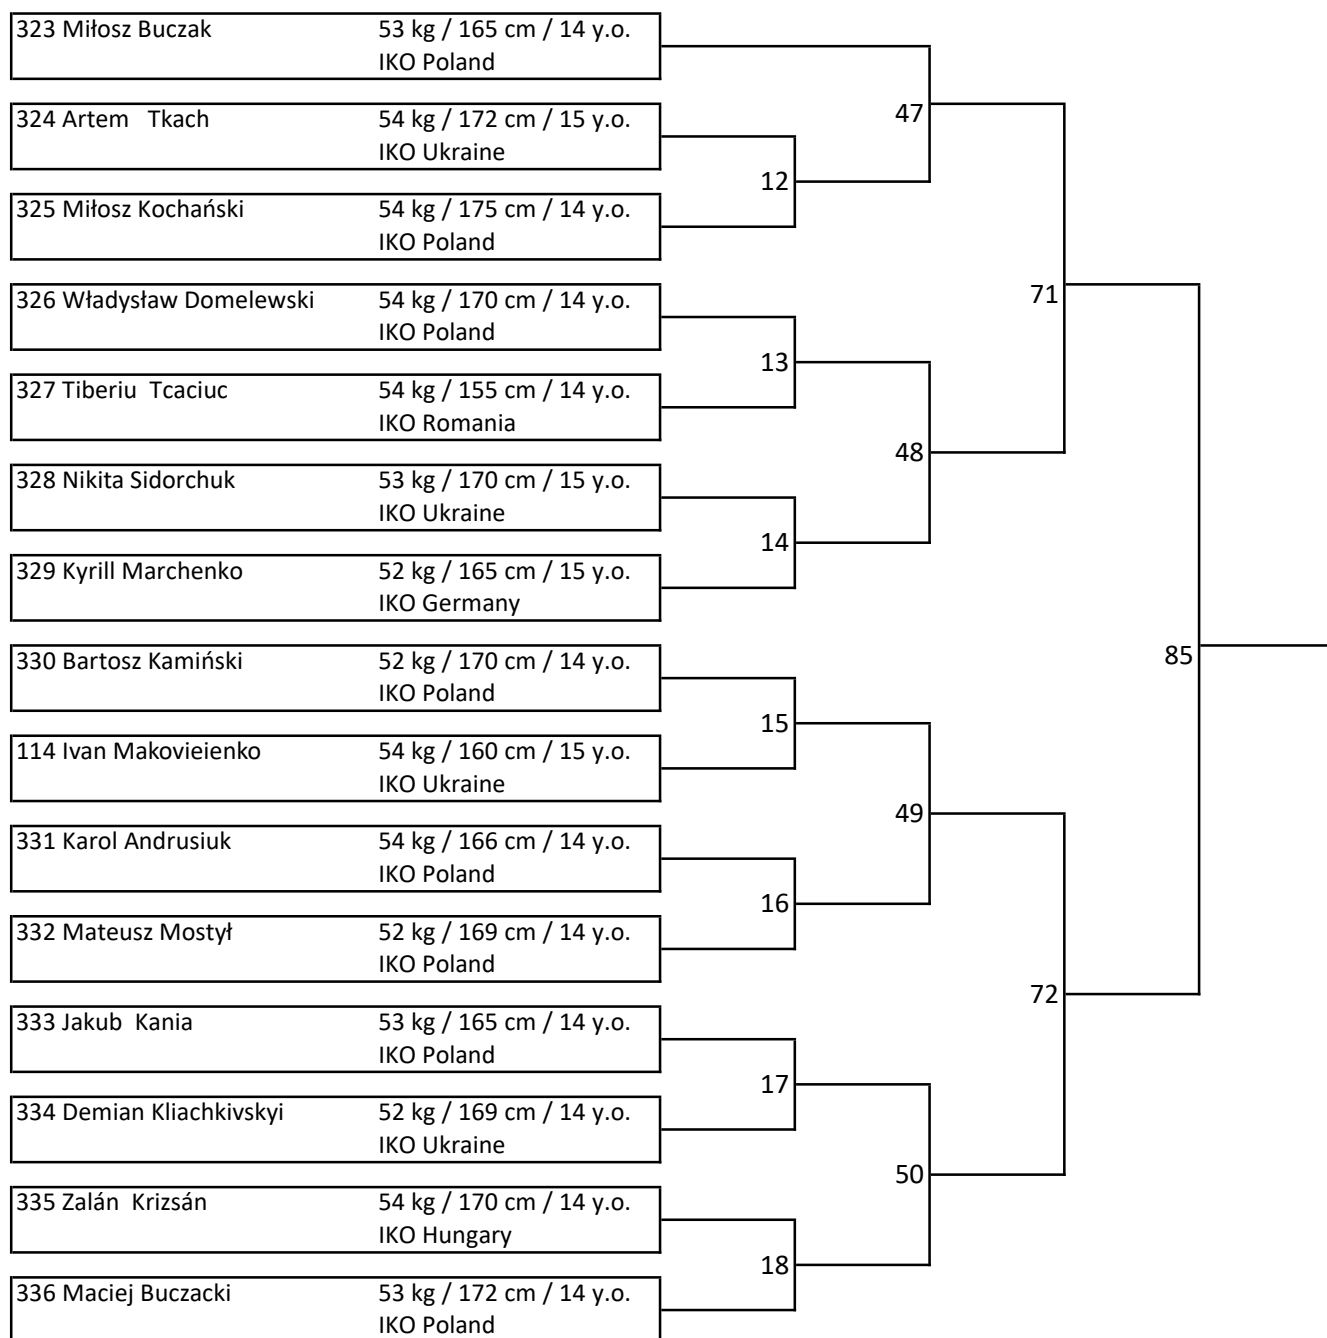 323 Miłosz Buczak 53 kg / 165 cm / 14 y.o.
IKO Poland
47
324 Artem Tkach 54 kg / 172 cm / 15 y.o.
IKO Ukraine
12
325 Miłosz Kochański 54 kg / 175 cm / 14 y.o.
IKO Poland
71
326 Władysław Domelewski 54 kg / 170 cm / 14 y.o.
IKO Poland
13
327 Tiberiu Tcaciuc 54 kg / 155 cm / 14 y.o.
IKO Romania
48
328 Nikita Sidorchuk 53 kg / 170 cm / 15 y.o.
IKO Ukraine
14
329 Kyrill Marchenko 52 kg / 165 cm / 15 y.o.
IKO Germany
85
330 Bartosz Kamiński 52 kg / 170 cm / 14 y.o.
IKO Poland
15
114 Ivan Makovieienko 54 kg / 160 cm / 15 y.o.
IKO Ukraine
49
331 Karol Andrusiuk 54 kg / 166 cm / 14 y.o.
IKO Poland
16
332 Mateusz Mostył 52 kg / 169 cm / 14 y.o.
IKO Poland
72
333 Jakub Kania 53 kg / 165 cm / 14 y.o.
IKO Poland
17
334 Demian Kliachkivskyi 52 kg / 169 cm / 14 y.o.
IKO Ukraine
50
335 Zalán Krizsán 54 kg / 170 cm / 14 y.o.
IKO Hungary
18
336 Maciej Buczacki 53 kg / 172 cm / 14 y.o.
IKO Poland